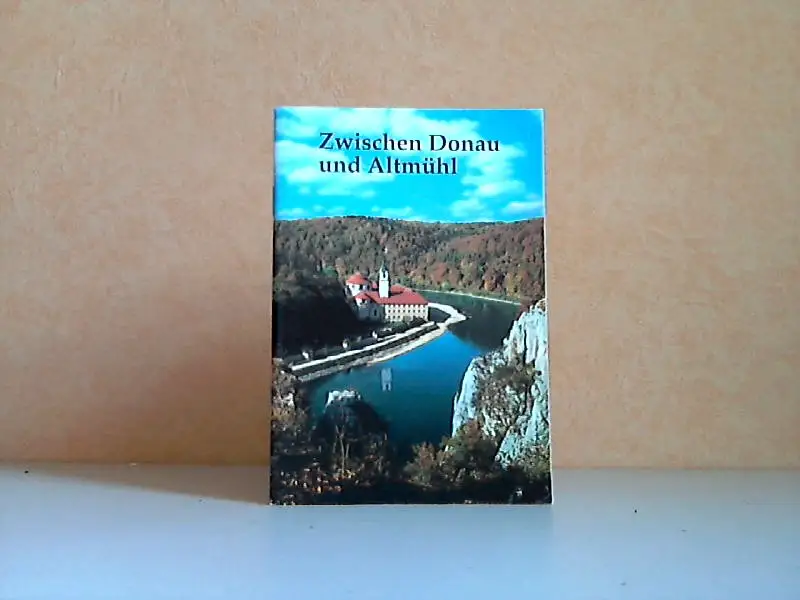 Zwischen Donau
und Altmühl